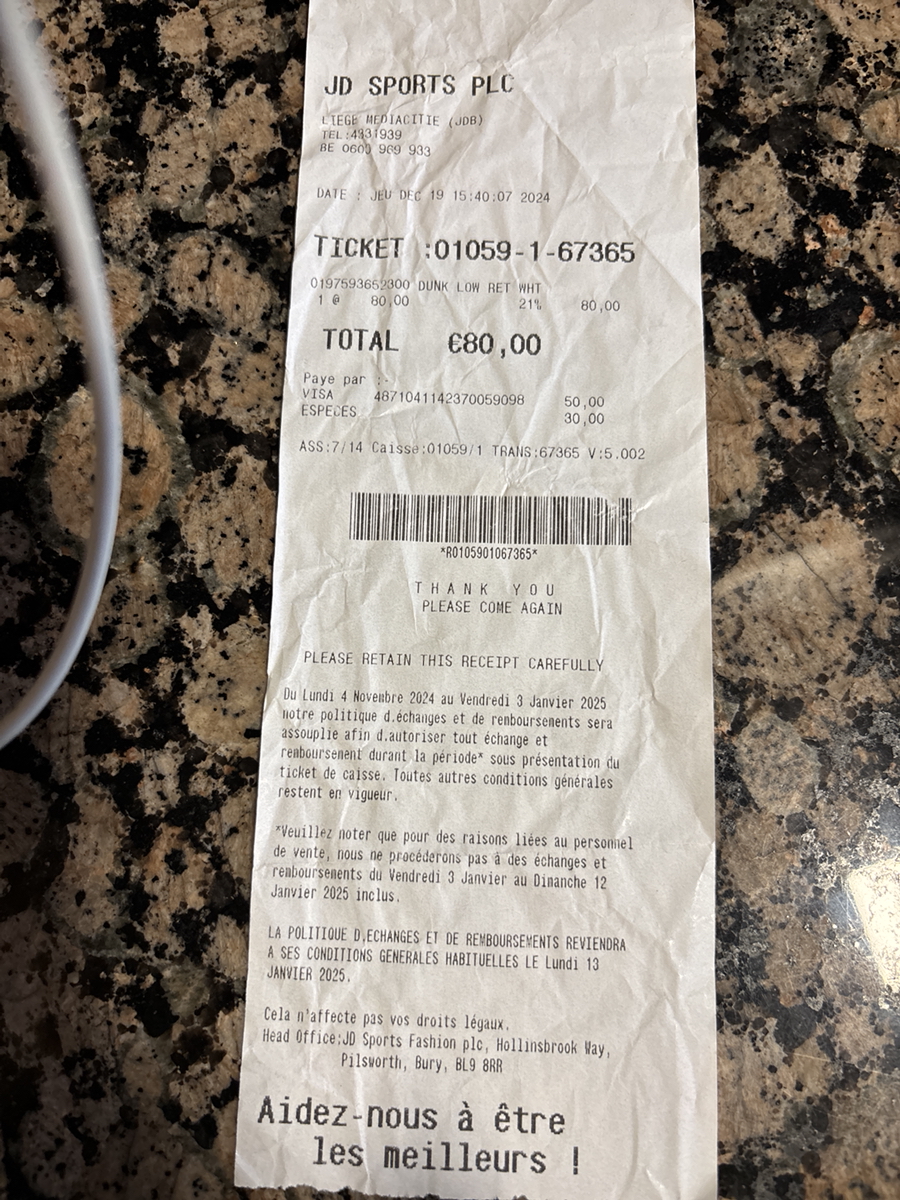 JD SPORTS PLC
LIEGE MEDIACITIE (JDB)
TEL:4331939
BE 0600 969 933
DATE : JEU DEC 19 15:40:07 2024
TICKET :01059-1-67365
0197593652300 DUNK LOW RET WHT
1 @ 80,00 21% 80,00
TOTAL €80,00
Paye par :-
VISA 4871041142370059098 50,00
ESPECES 30,00
ASS:7/14 Caisse:01059/1 TRANS:67365 V:5.002
*R0105901067365*
THANK YOU
PLEASE COME AGAIN
PLEASE RETAIN THIS RECEIPT CAREFULLY
Du Lundi 4 Novembre 2024 au Vendredi 3 Janvier 2025
notre politique d.échanges et de remboursements sera
assouplie afin d.autoriser tout échange et
remboursement durant la période* sous présentation du
ticket de caisse. Toutes autres conditions générales
restent en vigueur.
*Veuillez noter que pour des raisons liées au personnel
de vente, nous ne procéderons pas à des échanges et
remboursements du Vendredi 3 Janvier au Dimanche 12
Janvier 2025 inclus.
LA POLITIQUE D,ECHANGES ET DE REMBOURSEMENTS REVIENDRA
A SES CONDITIONS GENERALES HABITUELLES LE Lundi 13
JANVIER 2025.
Cela n'affecte pas vos droits légaux.
Head Office:JD Sports Fashion plc, Hollinsbrook Way,
Pilsworth, Bury, BL9 8RR
Aidez-nous à être
les meilleurs !